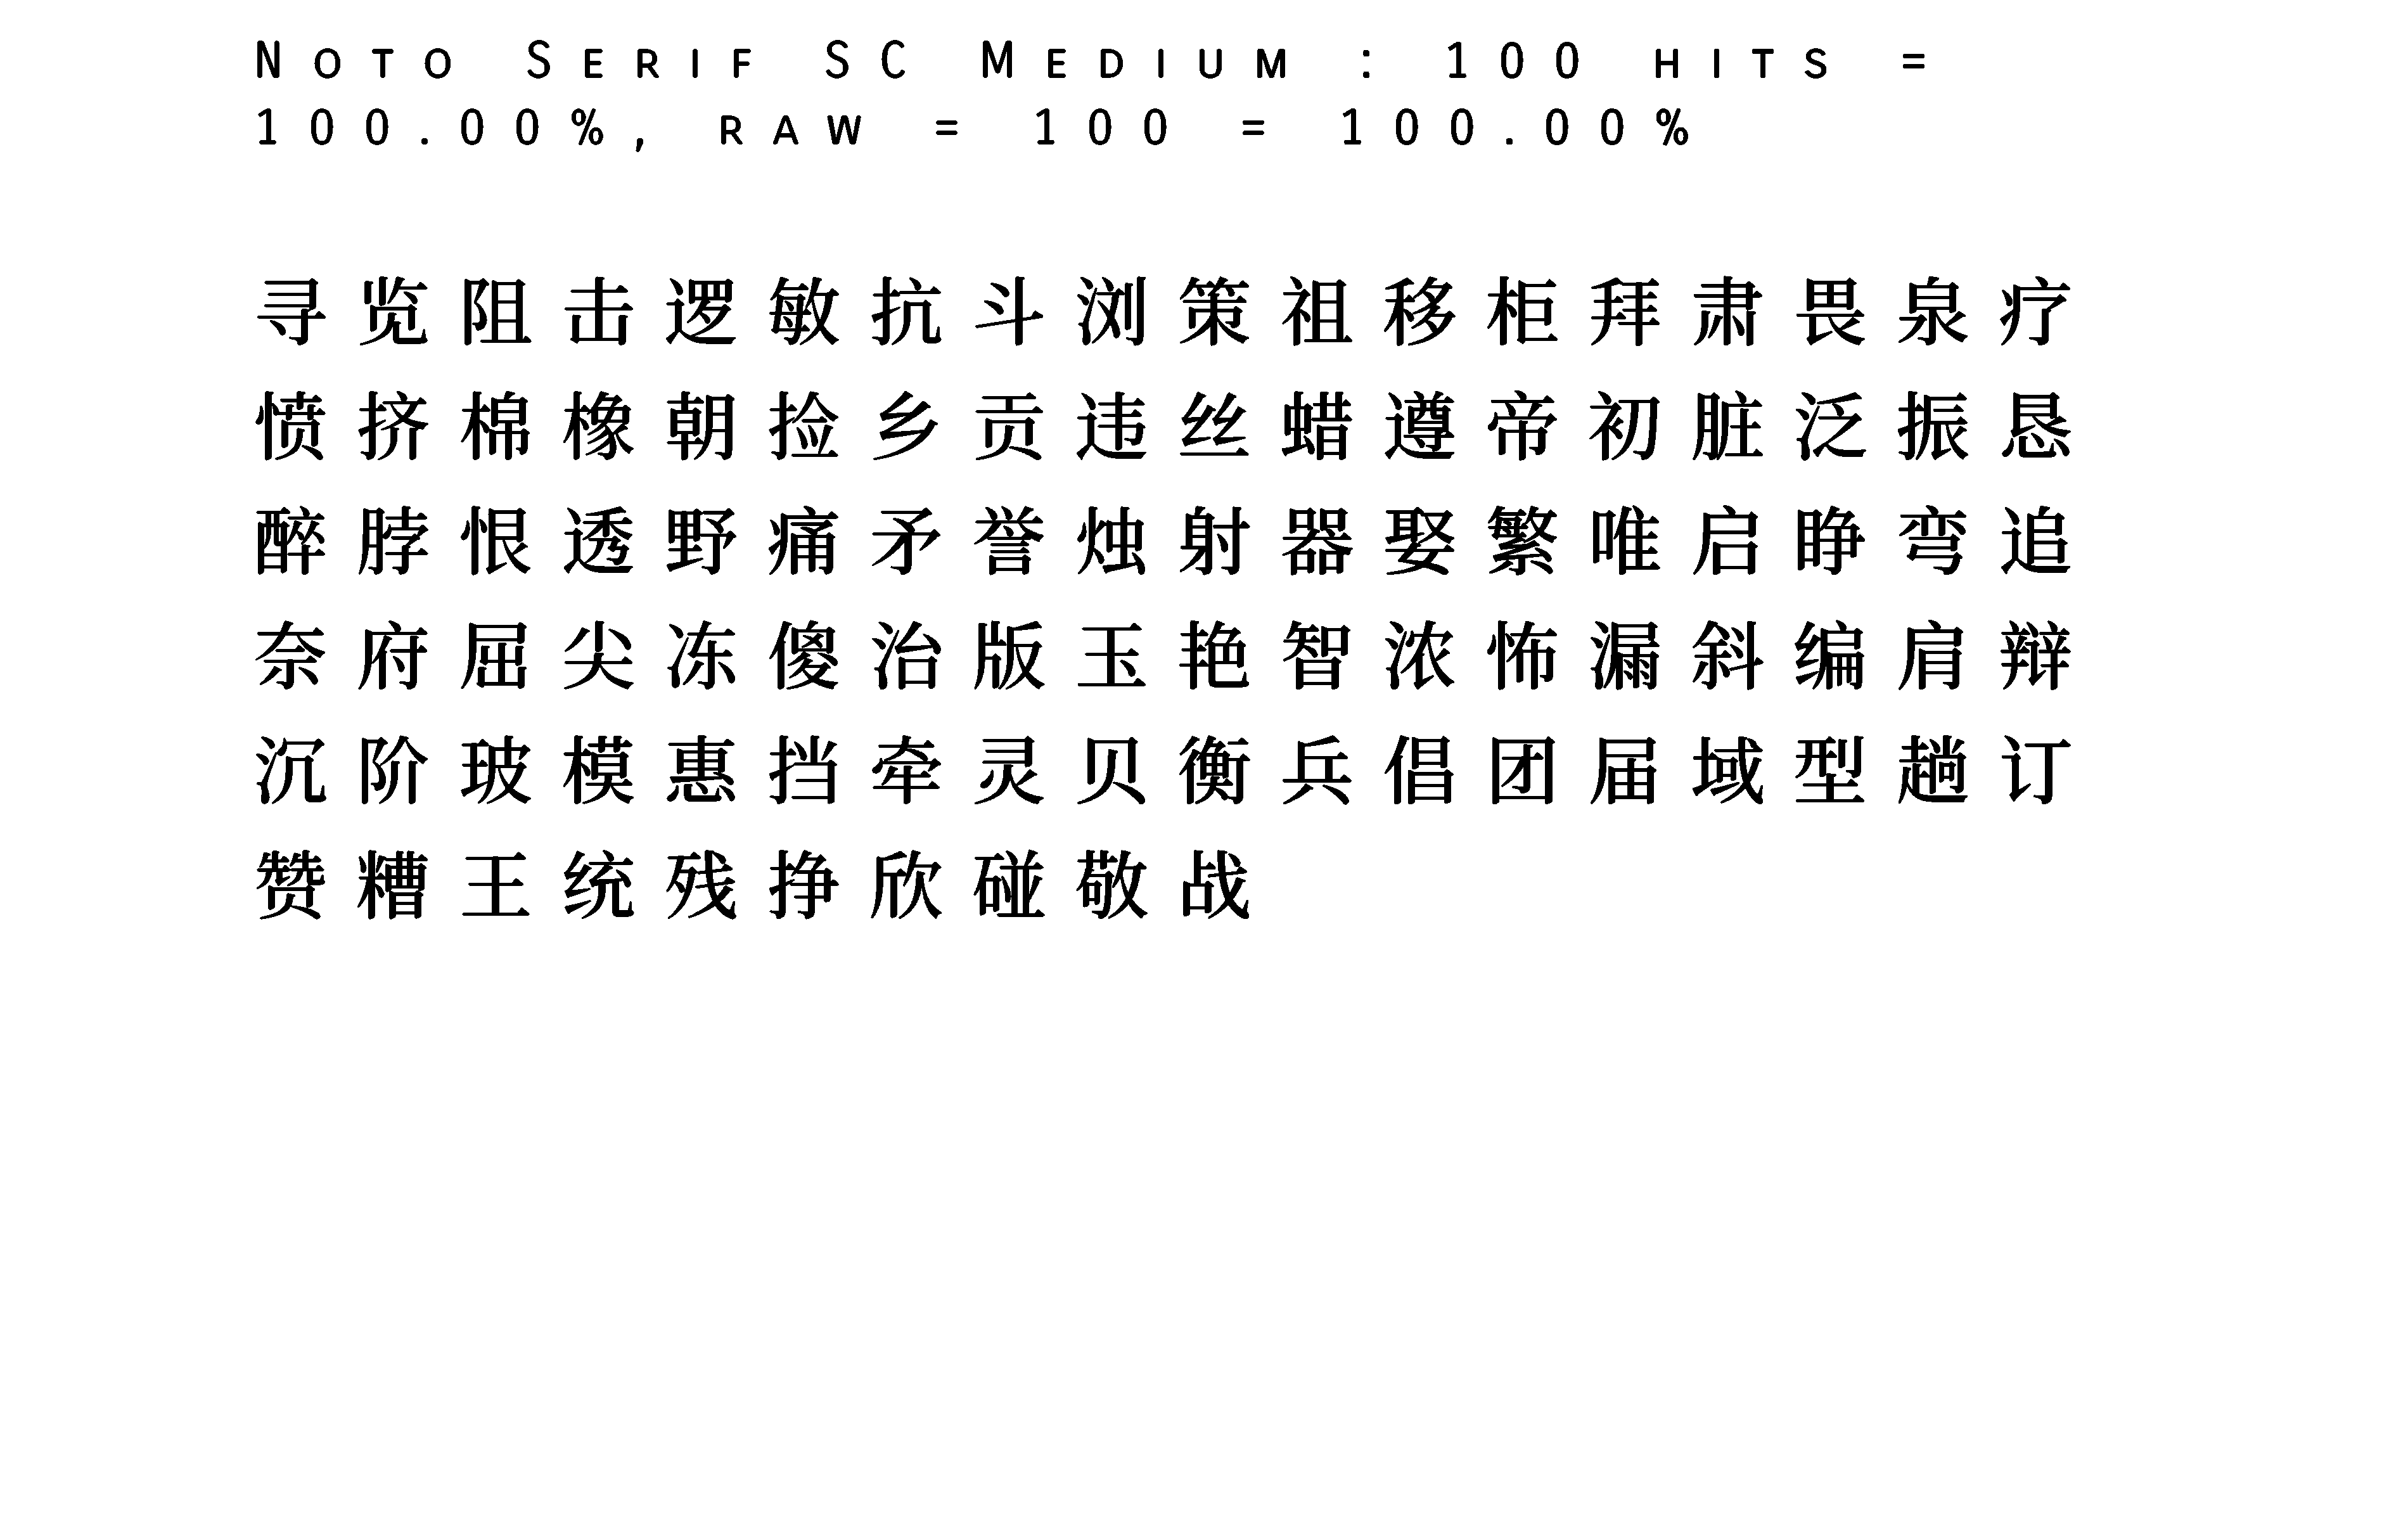 Noto Serif SC Medium : 100 hits =
100.00%, raw = 100 = 100.00%
寻览阻击逻敏抗斗浏策祖移柜拜肃畏泉疗
愤挤棉橡朝捡乡贡违丝蜡遵帝初脏泛振恳
醉脖恨透野痛矛誉烛射器娶繁唯启睁弯追
奈府屈尖冻傻治版玉艳智浓怖漏斜编肩辩
沉阶玻模惠挡牵灵贝衡兵倡团届域型趟订
赞糟王统残挣欣碰敬战